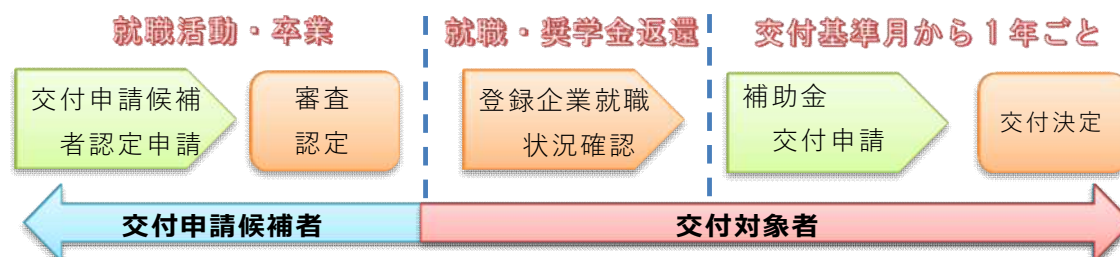 就職活動・卒業
就職・奨学金返還
交付基準月から１年ごと
交付申請候補
者認定申請
審査
認定
登録企業就職
状況確認
補助金
交付申請
交付決定
交付申請候補者
交付対象者